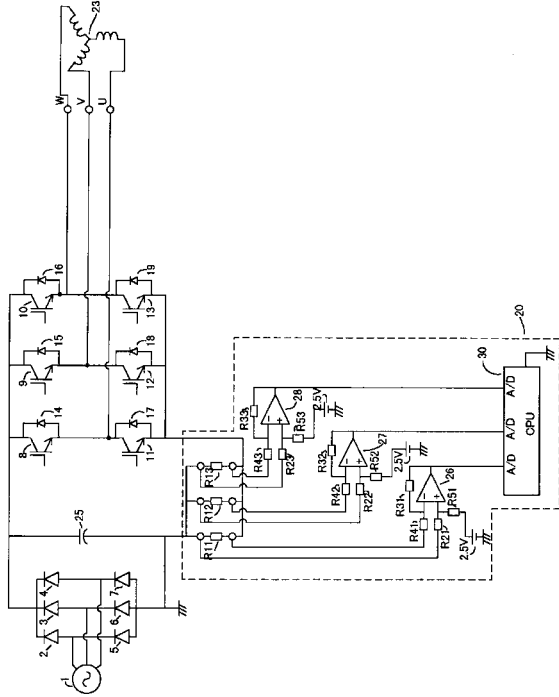 23
W
V
U
16
10
19
13
15
9
18
12
14
8
17
11
25
4
7
3
6
2
5
1
20
30
R13
R12
R11
R33
R43
R23
R53
2.5V
28
R32
R42
R22
R52
2.5V
27
R31
R41
R21
R51
2.5V
26
A/D
A/D
A/D
CPU